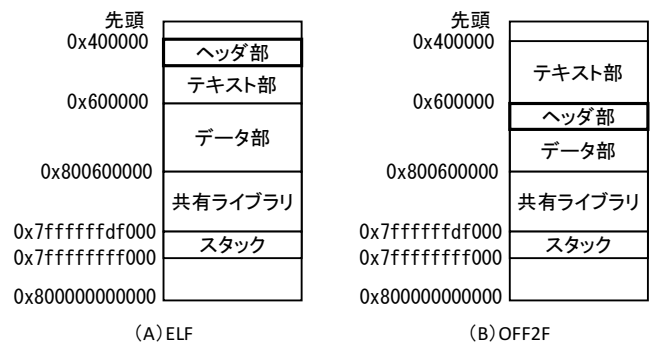 先頭
0x400000
ヘッダ部
テキスト部
0x600000
データ部
0x800600000
共有ライブラリ
0x7ffffffdf000
スタック
0x7ffffffff000
0x800000000000
(A)ELF
先頭
0x400000
テキスト部
0x600000
ヘッダ部
データ部
0x800600000
共有ライブラリ
0x7ffffffdf000
スタック
0x7ffffffff000
0x800000000000
(B)OFF2F